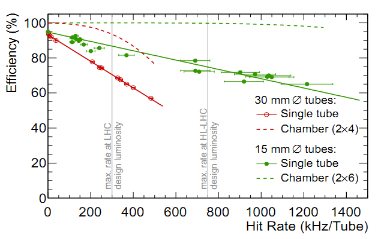 Efficiency (%)
100
80
60
40
20
0
max. rate at LHC
design luminosity
max. rate at HL-LHC
design luminosity
30 mm Ø tubes:
Single tube
Chamber (2×4)
15 mm Ø tubes:
Single tube
Chamber (2×6)
0 200 400 600 800 1000 1200 1400
Hit Rate (kHz/Tube)